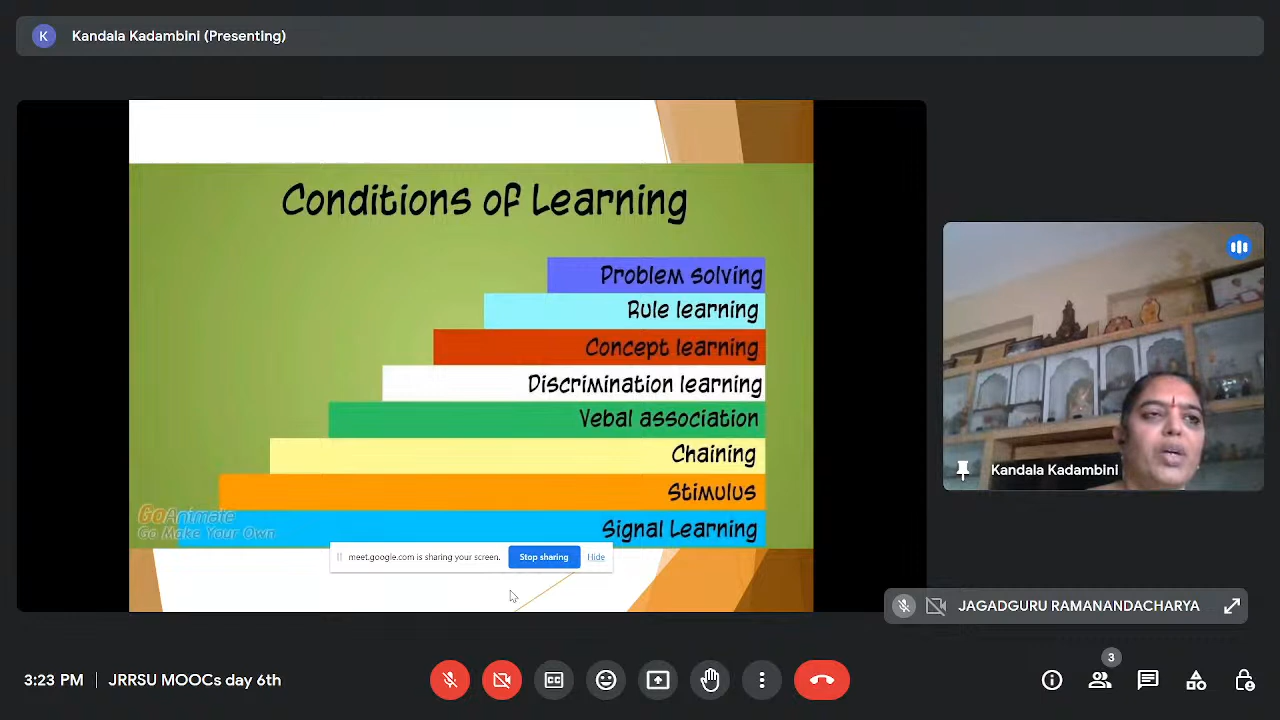 K Kandala Kadambini (Presenting)
Conditions of Learning
Problem solving
Rule learning
Concept learning
Discrimination learning
Vebal association
Chaining
Stimulus
Signal Learning
GoAnimate
Go Make Your Own
meet.google.com is sharing your screen. Stop sharing Hide
Kandala Kadambini
JAGADGURU RAMANANDACHARYA
3:23 PM | JRRSU MOOCs day 6th
3